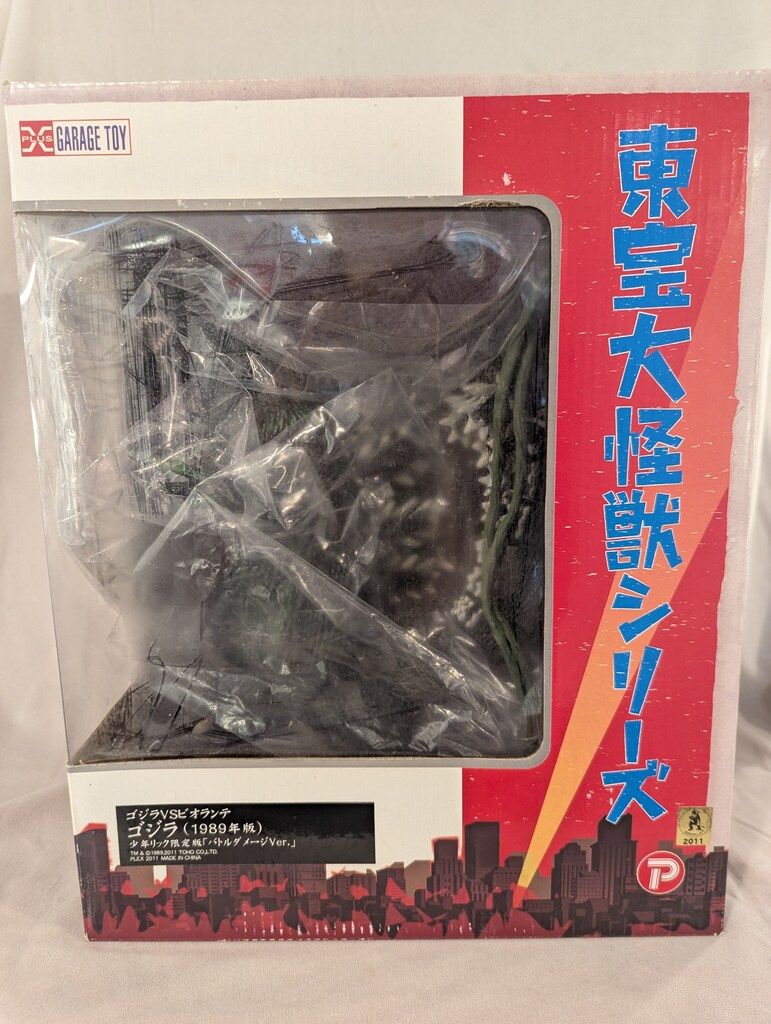 X PLUS GARAGE TOY
東宝大怪獣シリーズ
ゴジラVSビオランテ
ゴジラ(1989年版)
少年リック限定版「バトルダメージVer.」
TM & ©1989,2011 TOHO CO.,LTD.
PLEX 2011 MADE IN CHINA
2011
P